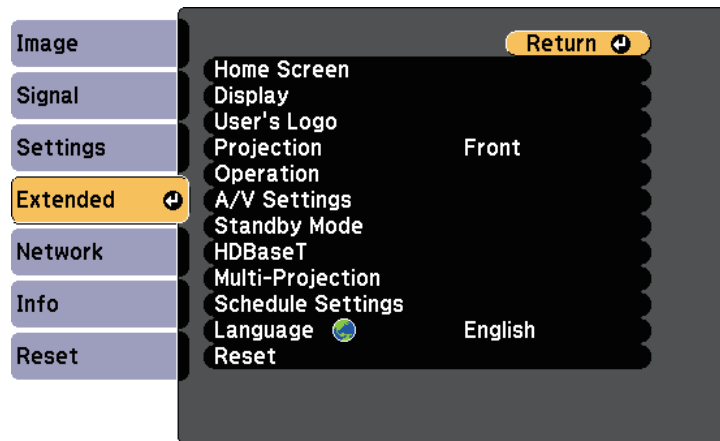 Image
Signal
Settings
Extended
Network
Info
Reset
Return
Home Screen
Display
User's Logo
Projection Front
Operation
A/V Settings
Standby Mode
HDBaseT
Multi-Projection
Schedule Settings
Language English
Reset